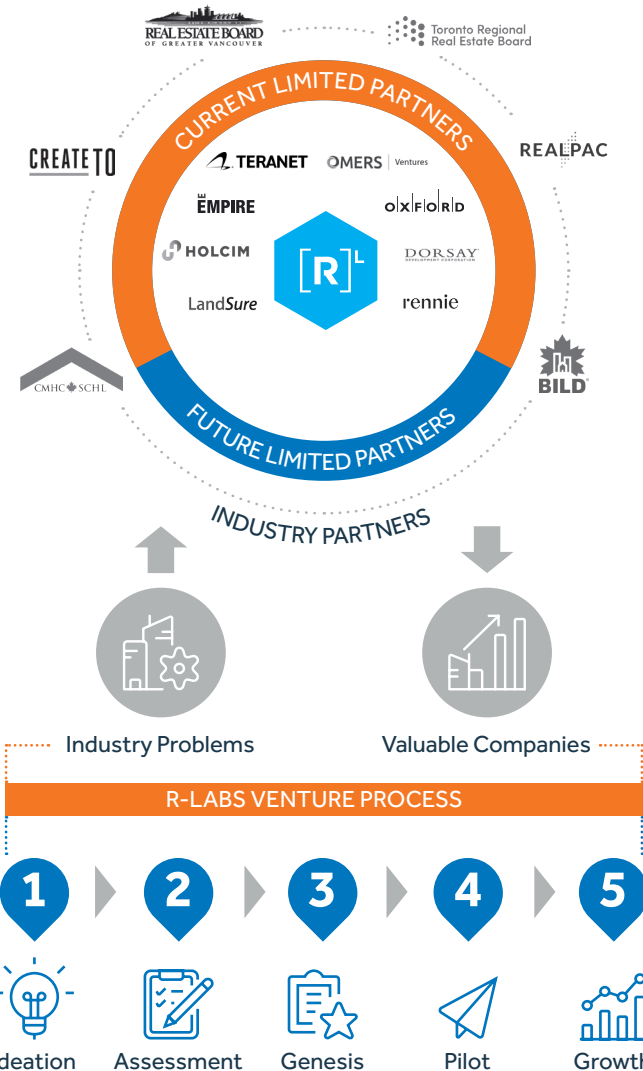 REAL ESTATE BOARD
OF GREATER VANCOUVER
Toronto Regional
Real Estate Board
CURRENT LIMITED PARTNERS
CREATE TO
REALPAC
TERANET
OMERS Ventures
EMPIRE
OXFORD
HOLCIM
[R]L
DORSAY
DEVELOPMENT CORPORATION
LandSure
rennie
CMHC SCHL
BILD
FUTURE LIMITED PARTNERS
INDUSTRY PARTNERS
Industry Problems
Valuable Companies
R-LABS VENTURE PROCESS
1
2
3
4
5
deation
Assessment
Genesis
Pilot
Growth